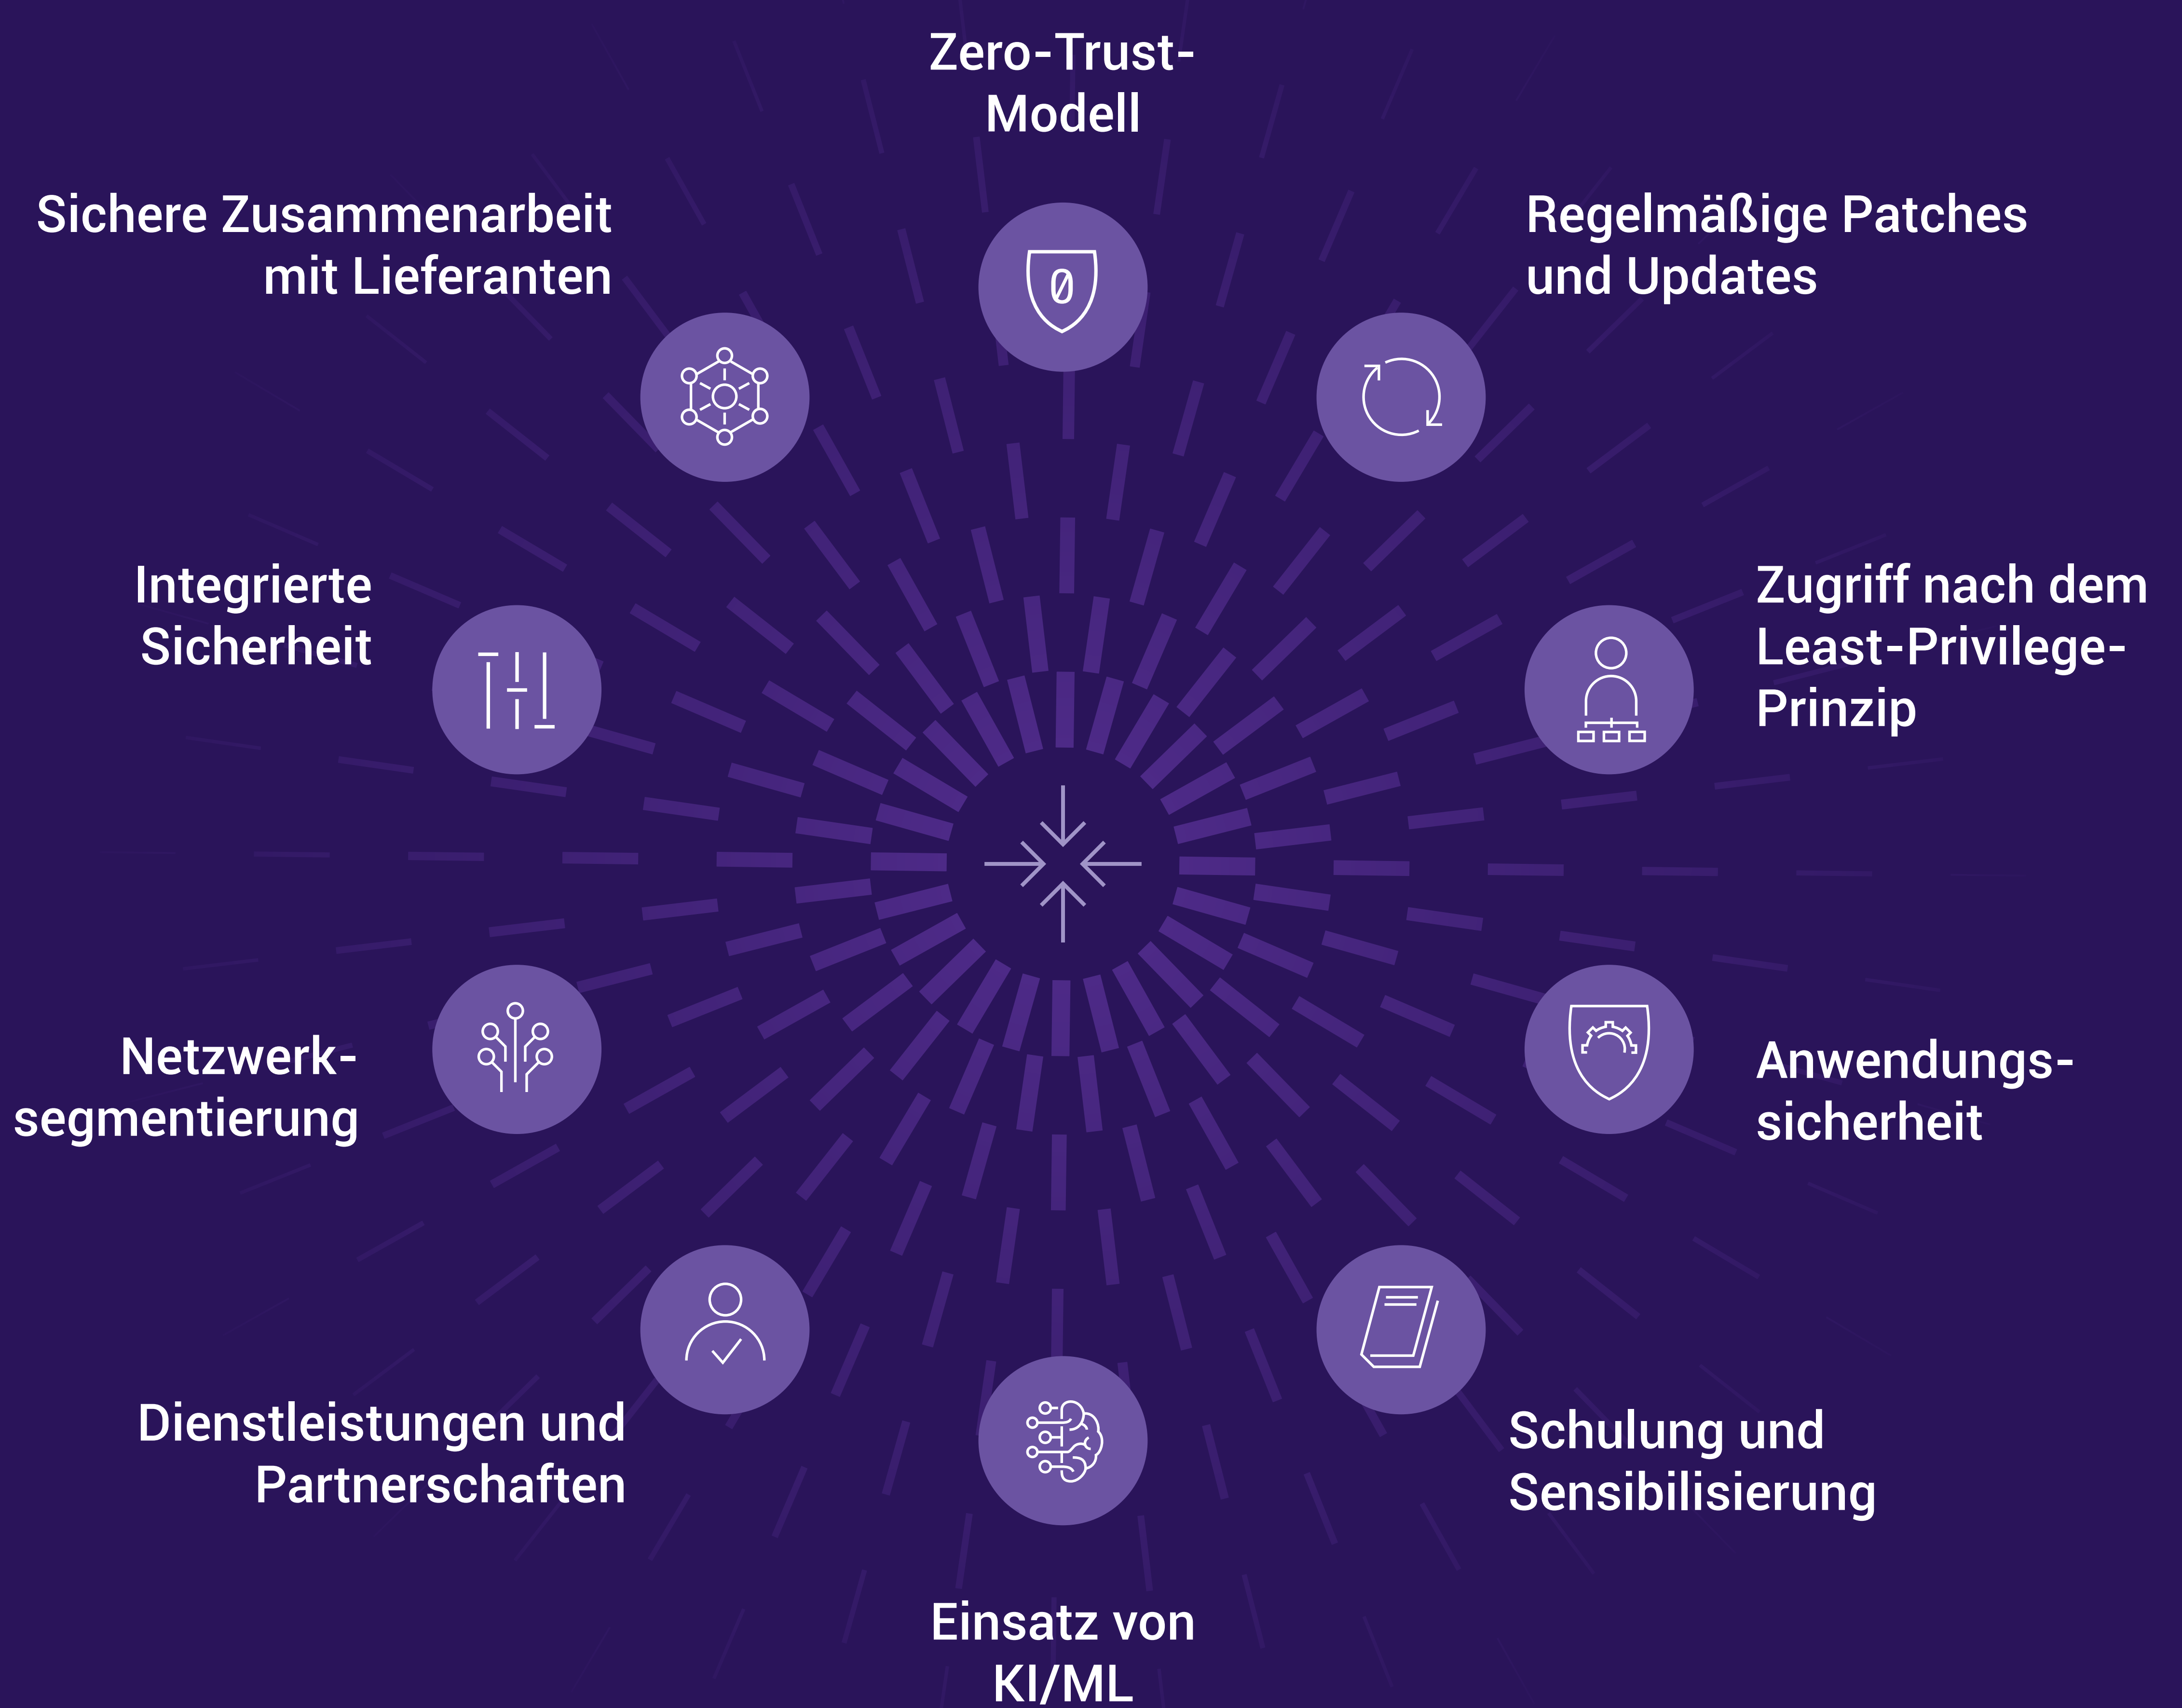 Zero-Trust-
Modell
Regelmäßige Patches
und Updates
Zugriff nach dem
Least-Privilege-
Prinzip
Anwendungs-
sicherheit
Schulung und
Sensibilisierung
Einsatz von
KI/ML
Dienstleistungen und
Partnerschaften
Netzwerk-
segmentierung
Integrierte
Sicherheit
Sichere Zusammenarbeit
mit Lieferanten
0